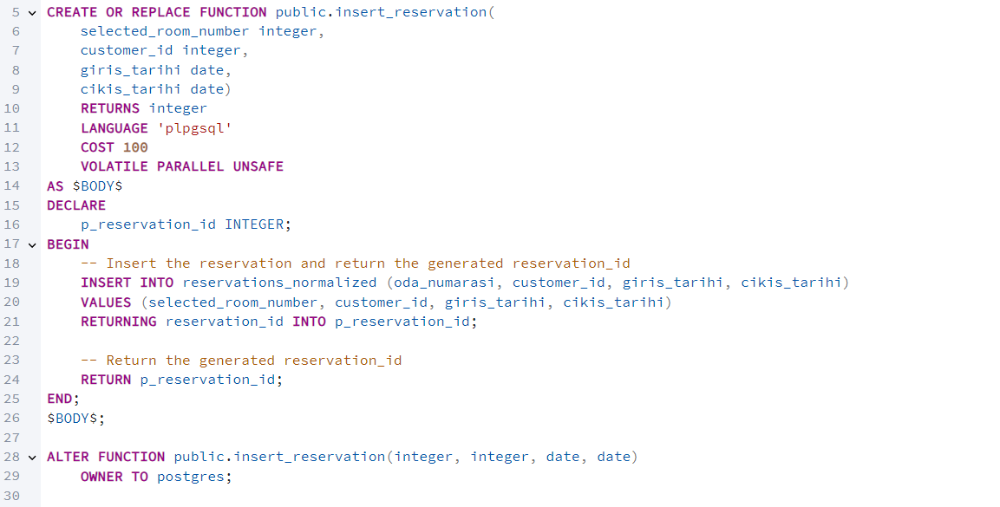 5 CREATE OR REPLACE FUNCTION public.insert_reservation(
6     selected_room_number integer,
7     customer_id integer,
8     giris_tarihi date,
9     cikis_tarihi date)
10     RETURNS integer
11     LANGUAGE 'plpgsql'
12     COST 100
13     VOLATILE PARALLEL UNSAFE
14 AS $BODY$
15 DECLARE
16     p_reservation_id INTEGER;
17 BEGIN
18     -- Insert the reservation and return the generated reservation_id
19     INSERT INTO reservations_normalized (oda_numarasi, customer_id, giris_tarihi, cikis_tarihi)
20     VALUES (selected_room_number, customer_id, giris_tarihi, cikis_tarihi)
21     RETURNING reservation_id INTO p_reservation_id;
22
23     -- Return the generated reservation_id
24     RETURN p_reservation_id;
25 END;
26 $BODY$;
27
28 ALTER FUNCTION public.insert_reservation(integer, integer, date, date)
29     OWNER TO postgres;
30